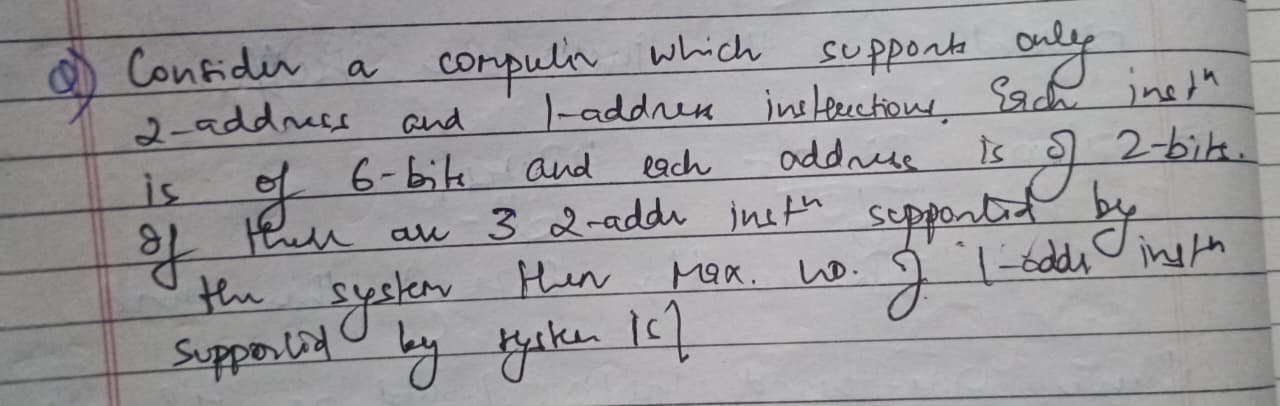 Q) Consider a computer which supports only
2-address and 1-address instructions. Each instn
is of 6-bits and each address is of 2-bits.
If there are 3 2-addr instn supported by
the system then Max. no. of 1-addr instn
supported by system is?